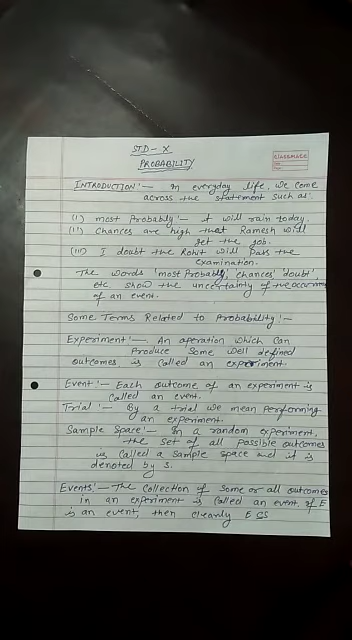 STD - X
PROBABILITY
classmate
INTRODUCTION :- In everyday life, we come
across the statement such as:
(i) most Probably - it will rain today.
(ii) chances are high that Ramesh will
get the job.
(iii) I doubt the Rohit will Pass the
examination.
The words 'most Probably', chances' doubt',
etc show the uncertainty of the occurrence
of an event.
Some Terms Related to Probability :-
Experiment :- An operation which can
Produce some well defined
outcomes is called an experiment.
Event :- Each outcome of an experiment is
called an event.
Trial :- By a trial we mean Performing
an experiment.
Sample Space :- In a random experiment,
the set of all Possible outcomes
is called a sample space and it is
denoted by S.
Events :- The Collection of some or all outcomes
in an experiment is called an event. if E
is an event, then clearly E ⊆ S